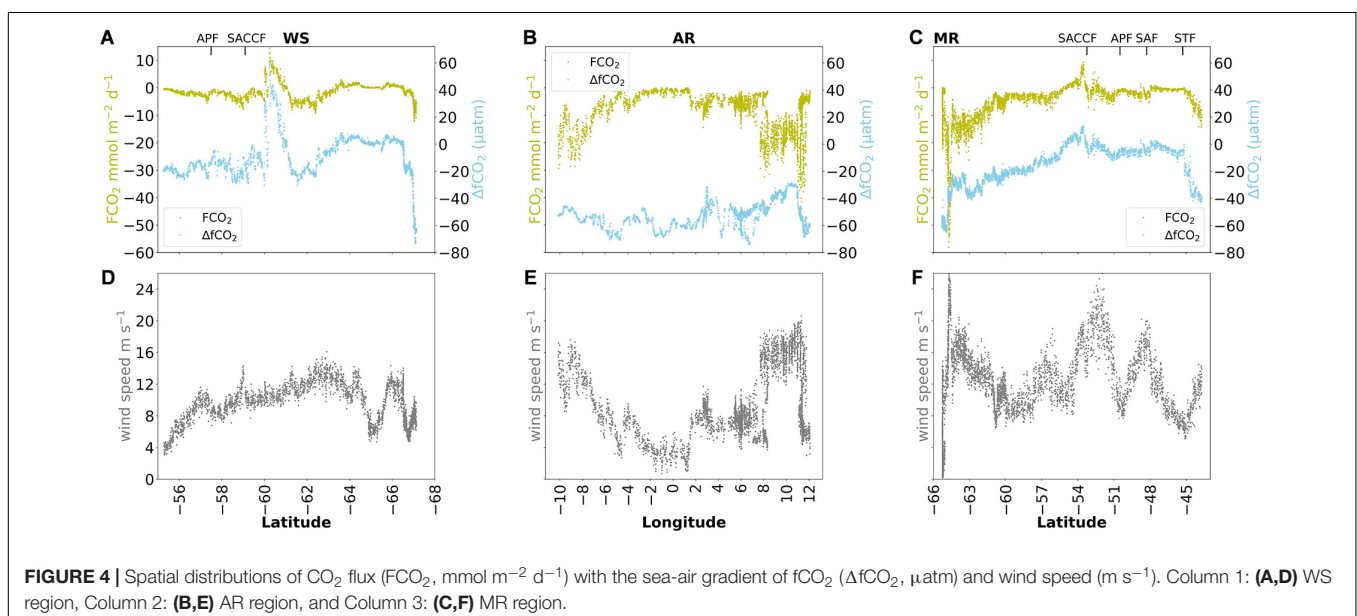 A APF SACCF WS
B AR
C MR SACCF APF SAF STF
FCO₂ mmol m⁻² d⁻¹
10
0
−10
−20
−30
−40
−50
−60
FCO₂
ΔfCO₂
60
40
20
0
−20
−40
−60
−80
ΔfCO₂ (µatm)
FCO₂ mmol m⁻² d⁻¹
FCO₂
ΔfCO₂
60
40
20
0
−20
−40
−60
−80
ΔfCO₂ (µatm)
FCO₂ mmol m⁻² d⁻¹
FCO₂
ΔfCO₂
60
40
20
0
−20
−40
−60
−80
ΔfCO₂ (µatm)
D
wind speed m s⁻¹
24
20
16
12
8
4
0
−56 −58 −60 −62 −64 −66 −68
Latitude
E
wind speed m s⁻¹
−10 −8 −6 −4 −2 0 2 4 6 8 10 12
Longitude
F
wind speed m s⁻¹
−66 −63 −60 −57 −54 −51 −48 −45
Latitude
FIGURE 4 | Spatial distributions of CO₂ flux (FCO₂, mmol m⁻² d⁻¹) with the sea-air gradient of fCO₂ (ΔfCO₂, µatm) and wind speed (m s⁻¹). Column 1: (A,D) WS
region, Column 2: (B,E) AR region, and Column 3: (C,F) MR region.